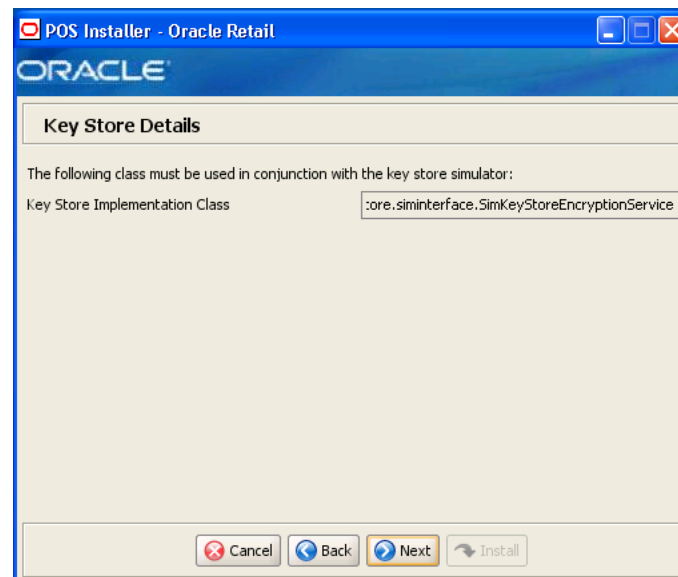 POS Installer - Oracle Retail
ORACLE
Key Store Details
The following class must be used in conjunction with the key store simulator:
Key Store Implementation Class
:ore.siminterface.SimKeyStoreEncryptionService
Cancel Back Next Install